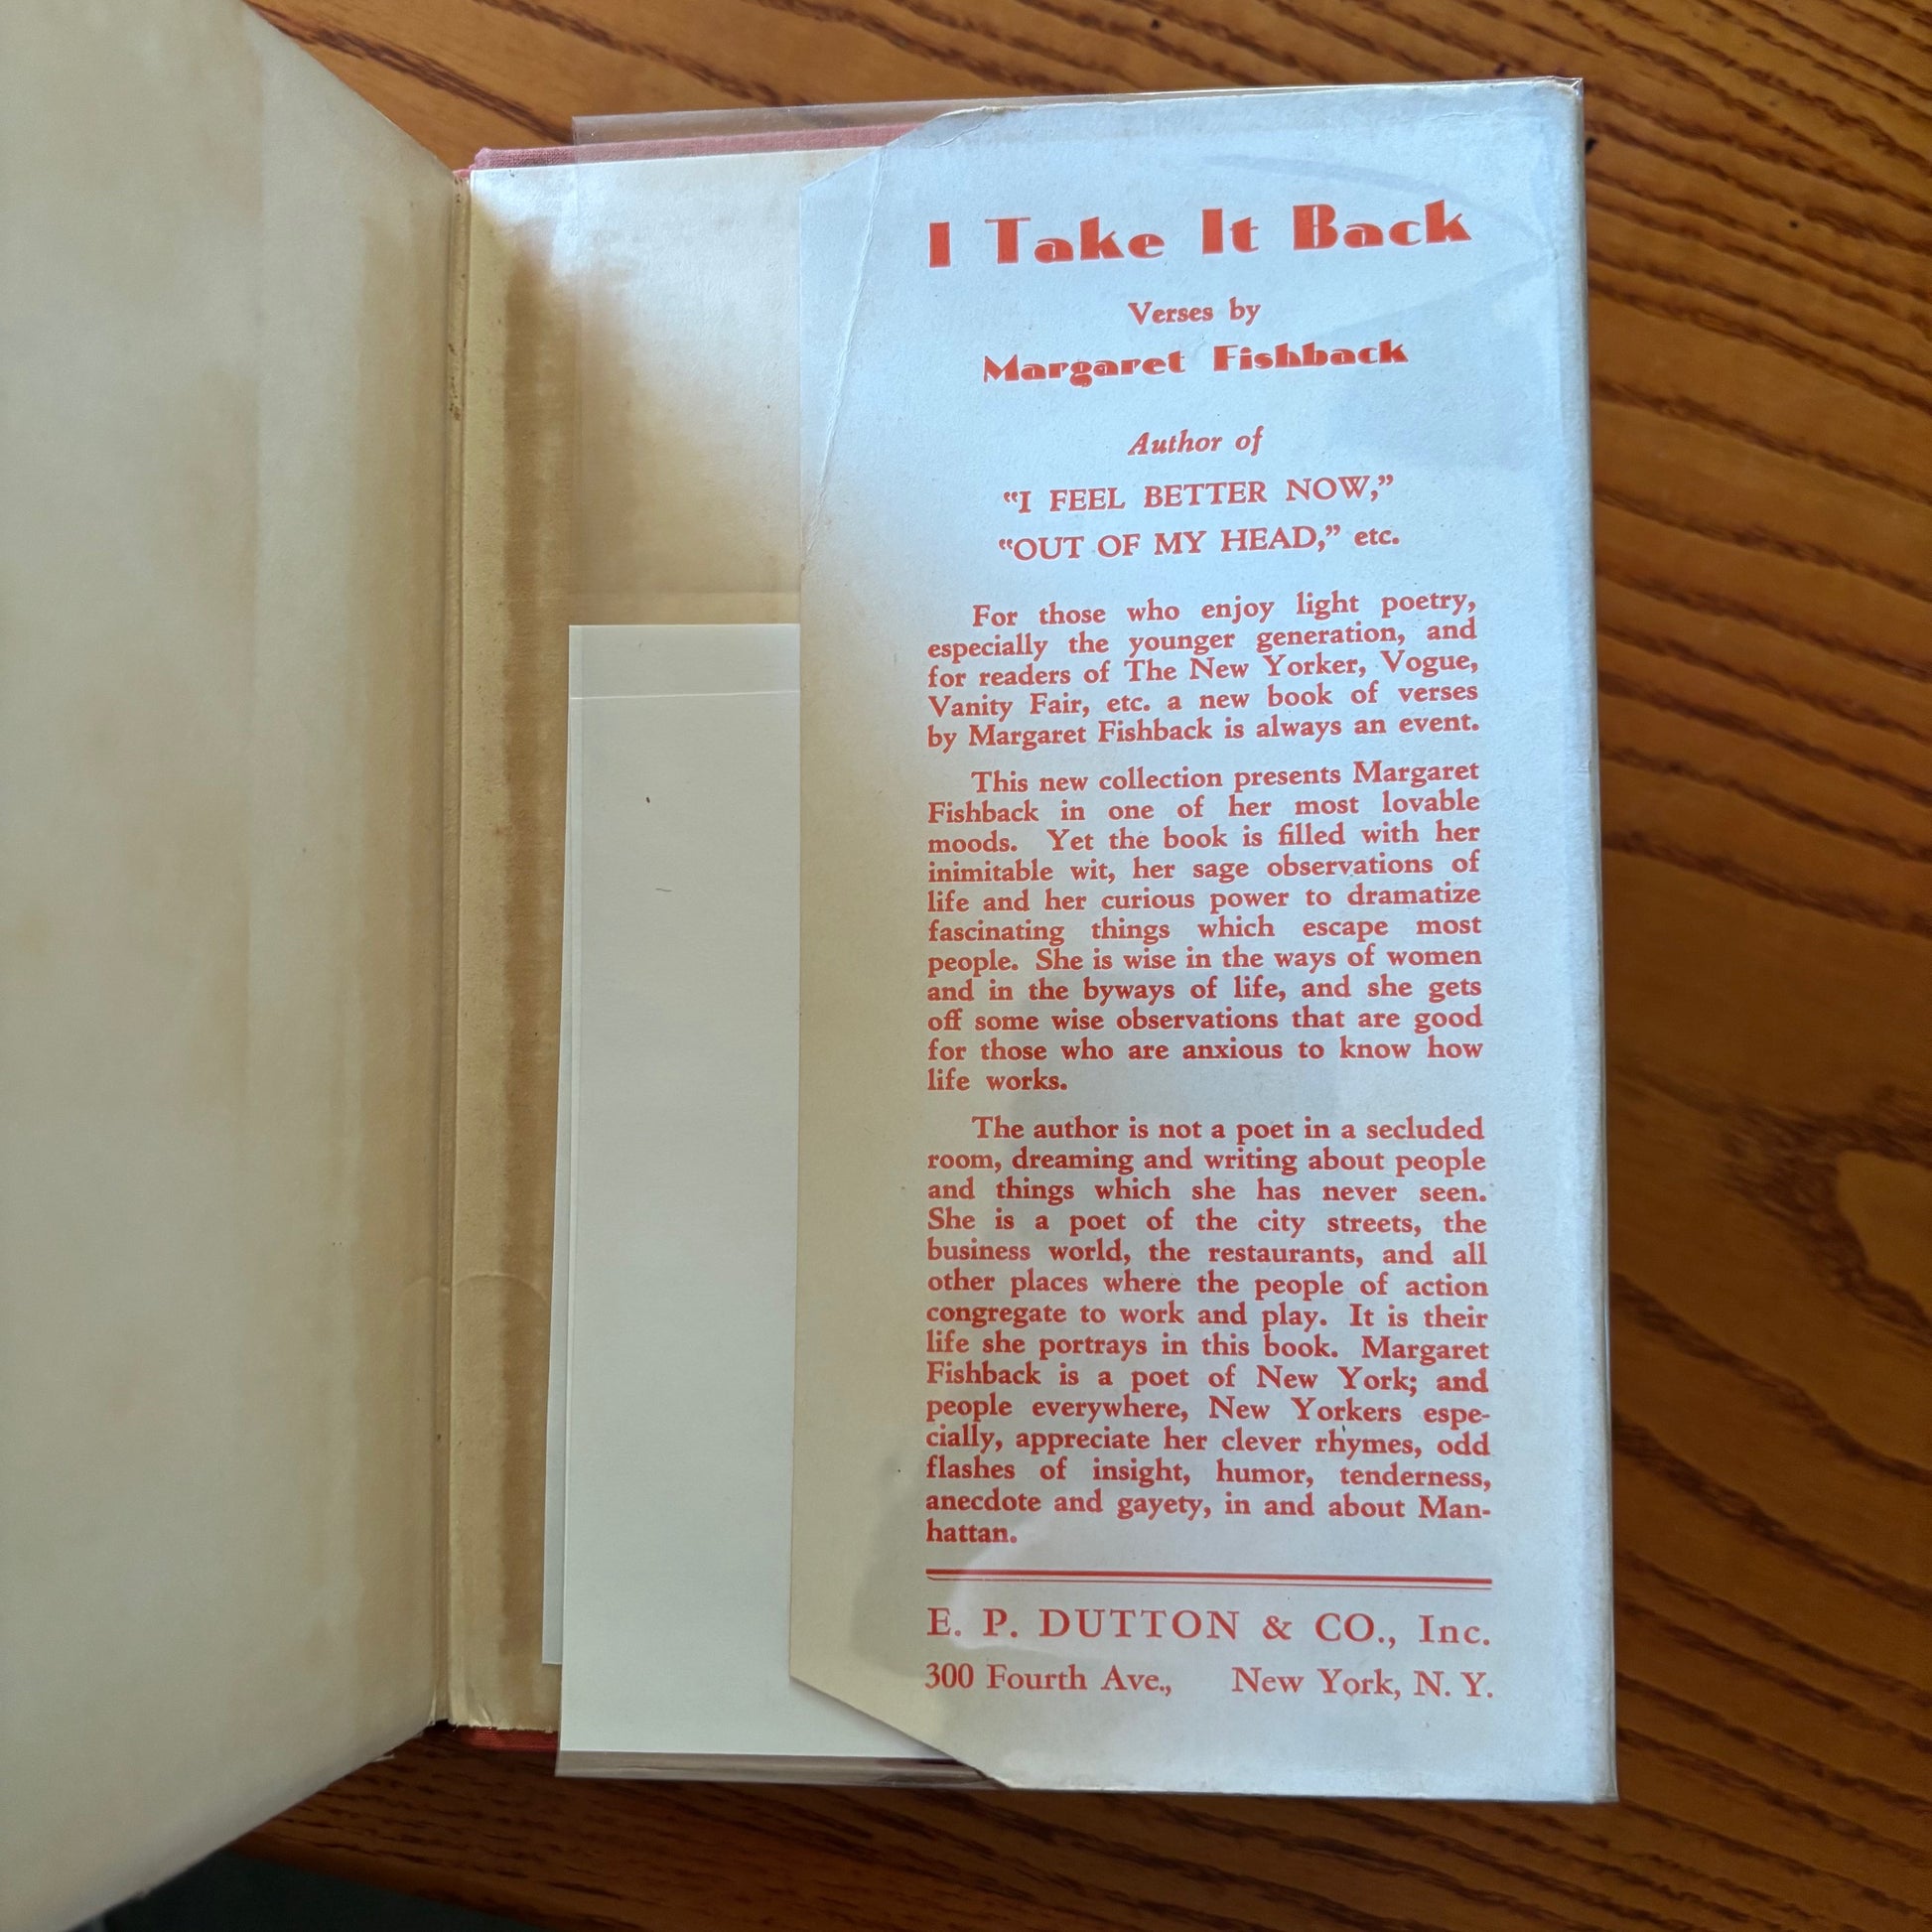 I Take It Back
Verses by
Margaret Fishback
Author of
“I FEEL BETTER NOW,”
“OUT OF MY HEAD,” etc.
For those who enjoy light poetry,
especially the younger generation, and
for readers of The New Yorker, Vogue,
Vanity Fair, etc. a new book of verses
by Margaret Fishback is always an event.
This new collection presents Margaret
Fishback in one of her most lovable
moods. Yet the book is filled with her
inimitable wit, her sage observations of
life and her curious power to dramatize
fascinating things which escape most
people. She is wise in the ways of women
and in the byways of life, and she gets
off some wise observations that are good
for those who are anxious to know how
life works.
The author is not a poet in a secluded
room, dreaming and writing about people
and things which she has never seen.
She is a poet of the city streets, the
business world, the restaurants, and all
other places where the people of action
congregate to work and play. It is their
life she portrays in this book. Margaret
Fishback is a poet of New York; and
people everywhere, New Yorkers espe-
cially, appreciate her clever rhymes, odd
flashes of insight, humor, tenderness,
anecdote and gayety, in and about Man-
hattan.
E. P. DUTTON & CO., Inc.
300 Fourth Ave., New York, N. Y.